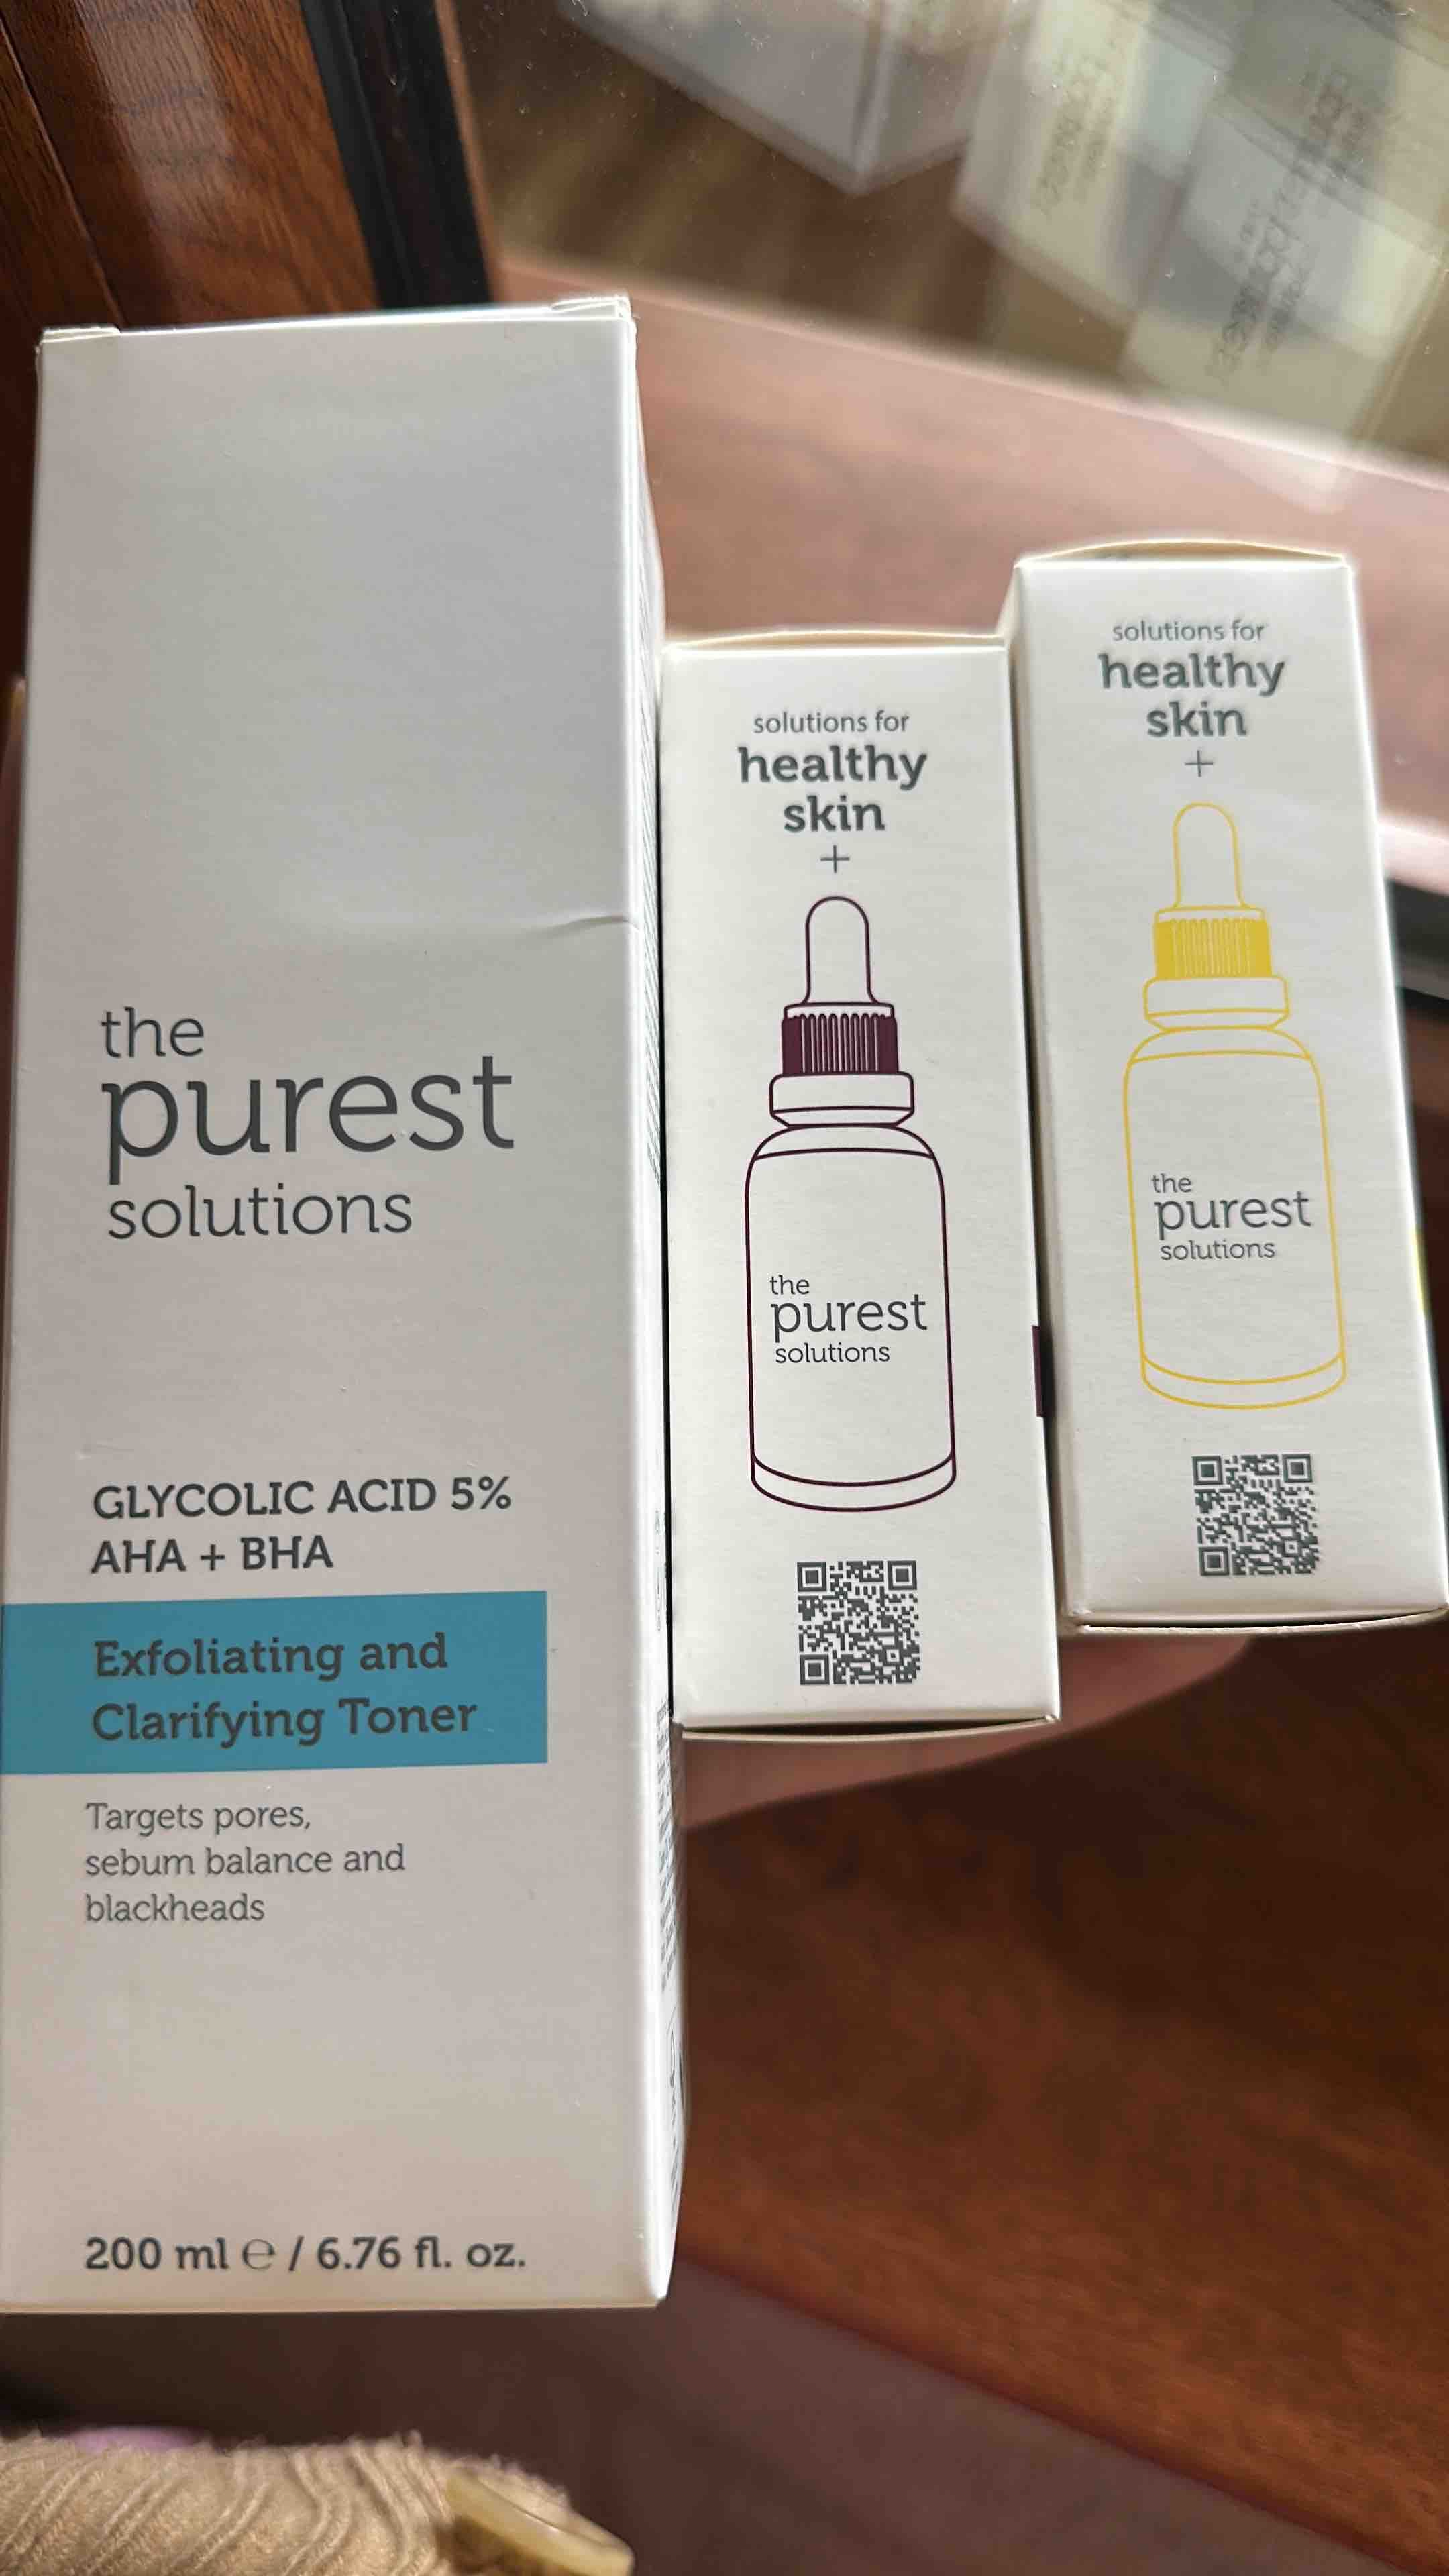 the
purest
solutions
GLYCOLIC ACID 5%
AHA + BHA
Exfoliating and
Clarifying Toner
Targets pores,
sebum balance and
blackheads
200 ml ℮ / 6.76 fl. oz.
solutions for
healthy
skin
+
the
purest
solutions
solutions for
healthy
skin
+
the
purest
solutions